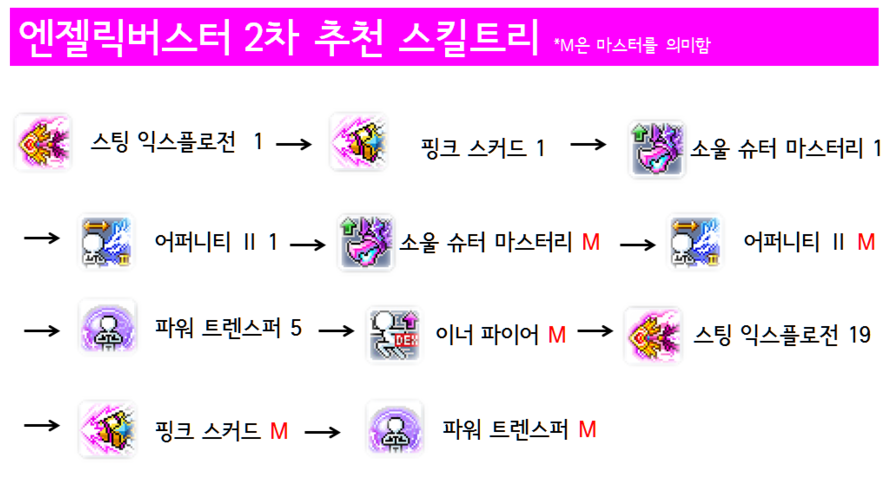 엔젤릭버스터 2차 추천 스킬트리 *M은 마스터를 의미함
스팅 익스플로전 1 → 핑크 스커드 1 → 소울 슈터 마스터리 1
→ 어퍼니티 II 1 → 소울 슈터 마스터리 M → 어퍼니티 II M
→ 파워 트렌스퍼 5 → DEX 이너 파이어 M → 스팅 익스플로전 19
→ 핑크 스커드 M → 파워 트렌스퍼 M